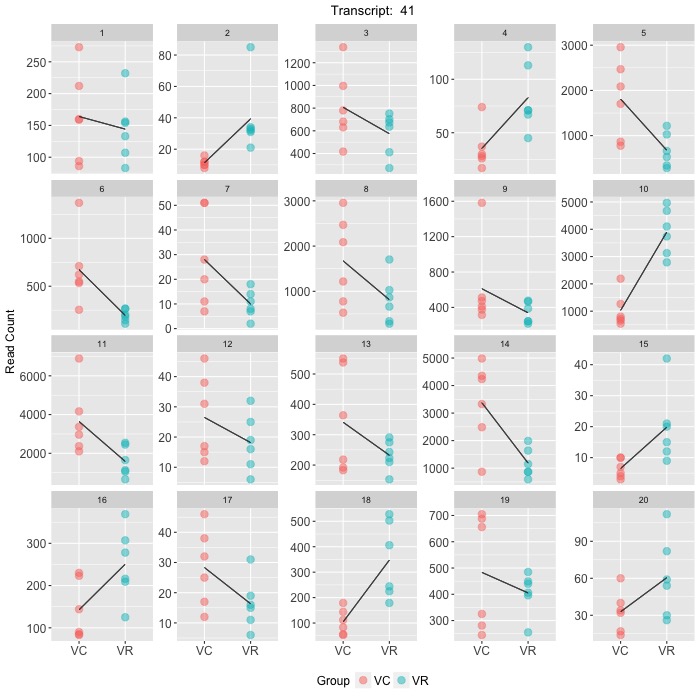 Transcript: 41
1 2 3 4 5
250 80 1200 100 3000
200 60 1000 50 2000
150 40 800 1000
100 20 600
400
6 7 8 9 10
1000 50 3000 1600 5000
500 40 2000 1200 4000
30 1000 800 3000
20 400 2000
10 1000
0
Read Count
11 12 13 14 15
6000 40 500 5000 40
4000 30 400 4000 30
2000 20 300 3000 20
10 200 2000 10
1000
16 17 18 19 20
300 40 500 700 90
200 30 400 600 60
100 20 300 500 30
10 200 400
100 300
VC VR VC VR VC VR VC VR VC VR
Group VC VR